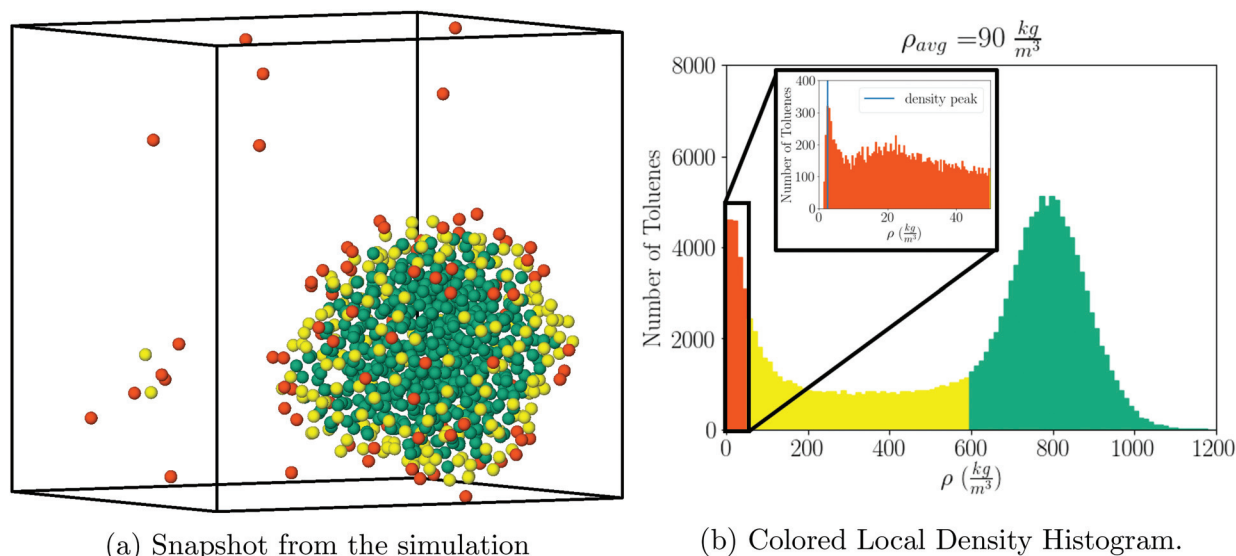 ρ_avg =90 kg/m³
8000
6000
4000
2000
0
Number of Toluenes
400
300
200
100
0
Number of Toluenes
density peak
20
40
ρ (kg/m³)
0
200
400
600
800
1000
1200
ρ (kg/m³)
(a) Snapshot from the simulation
(b) Colored Local Density Histogram.